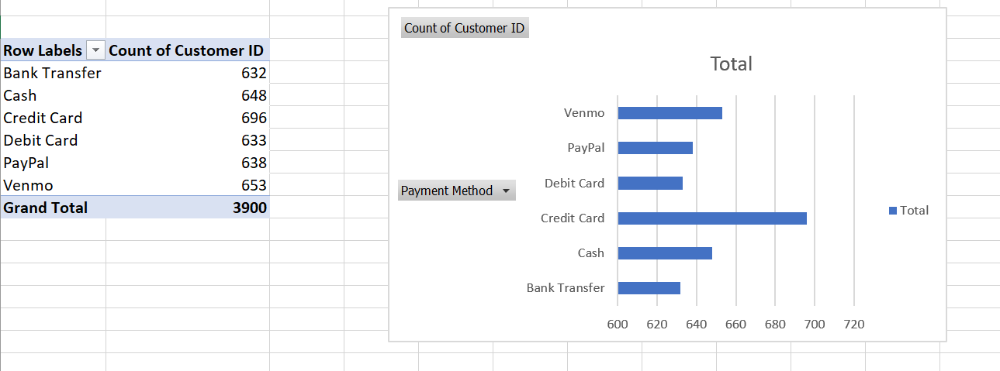 Row Labels Count of Customer ID
Bank Transfer 632
Cash 648
Credit Card 696
Debit Card 633
PayPal 638
Venmo 653
Grand Total 3900
Count of Customer ID
Total
Venmo
PayPal
Debit Card
Payment Method
Credit Card
Total
Cash
Bank Transfer
600 620 640 660 680 700 720